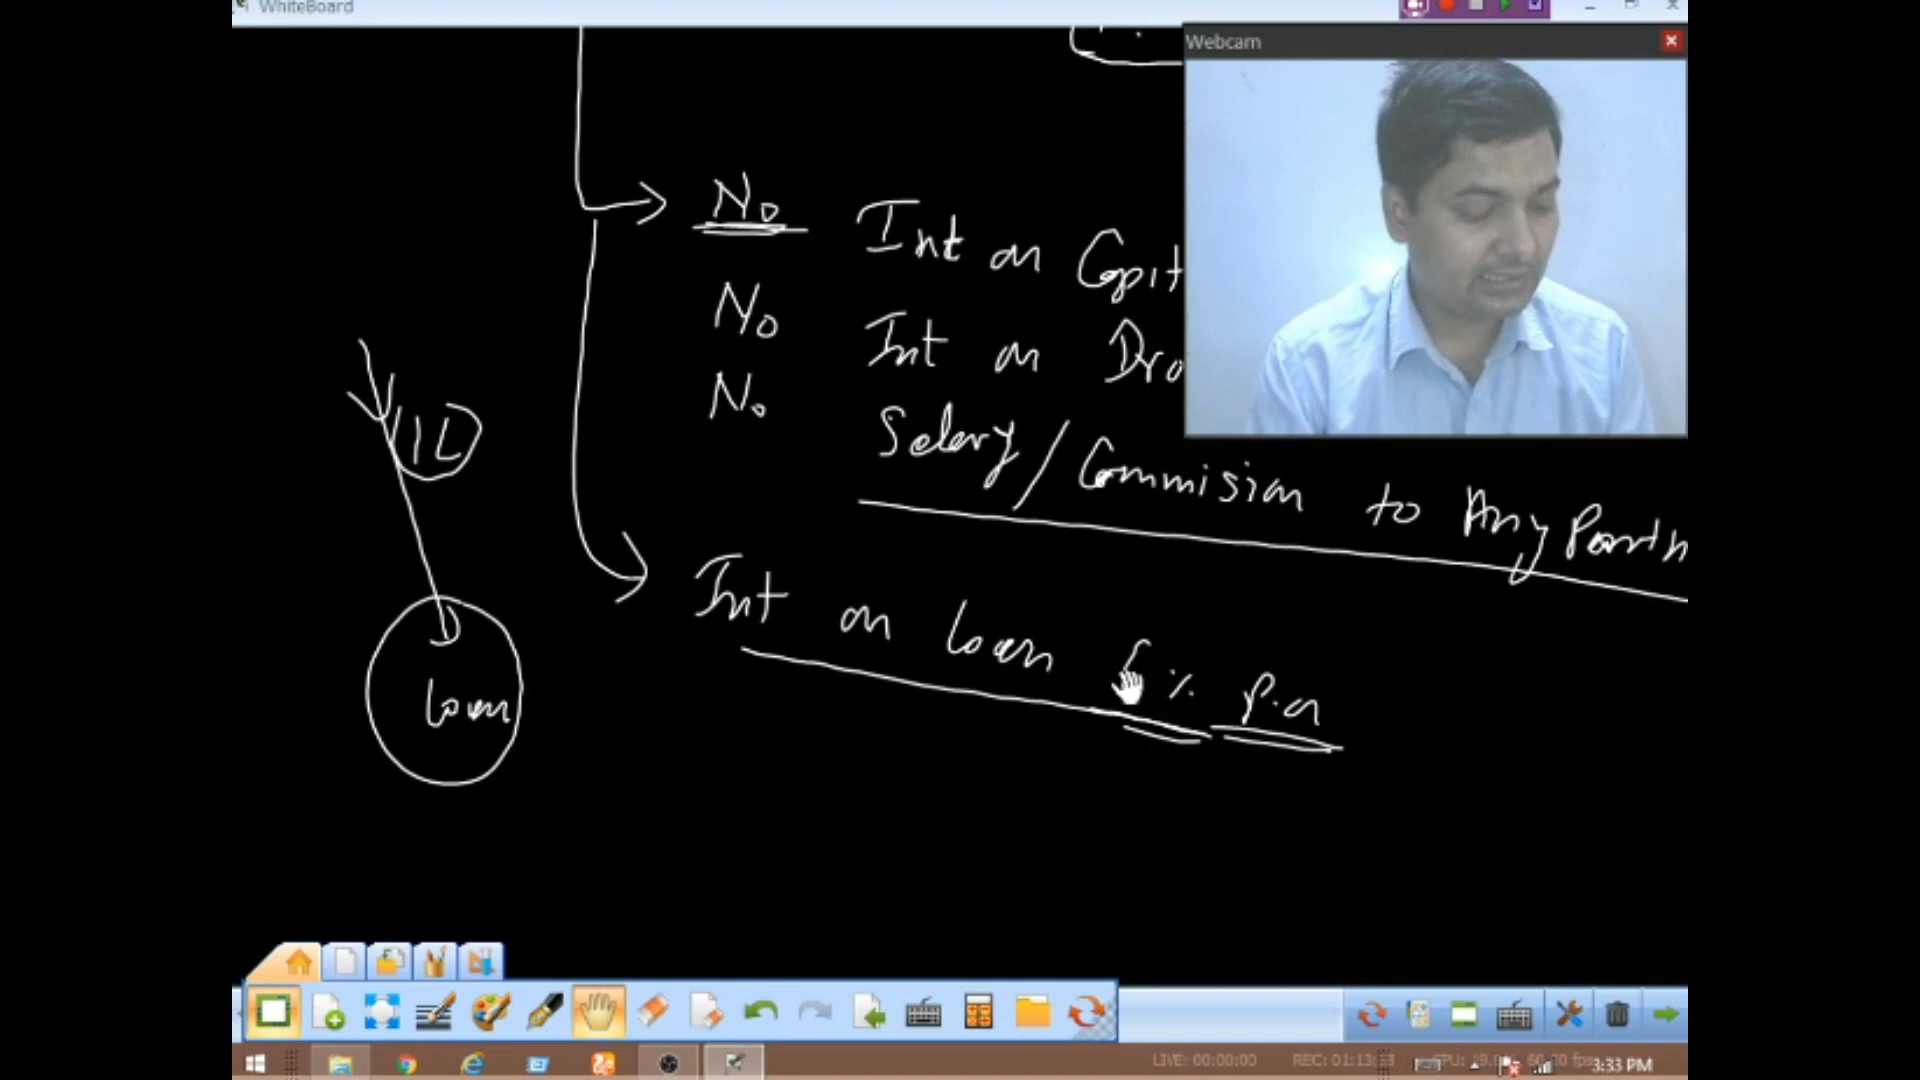 WhiteBoard
Webcam
No Int on Capit
No Int on Dra
No Salary/Commision to Any Partn
1L
Int on Loan 6% P.a
Loan
LIVE: 00:00:00
3:33 PM